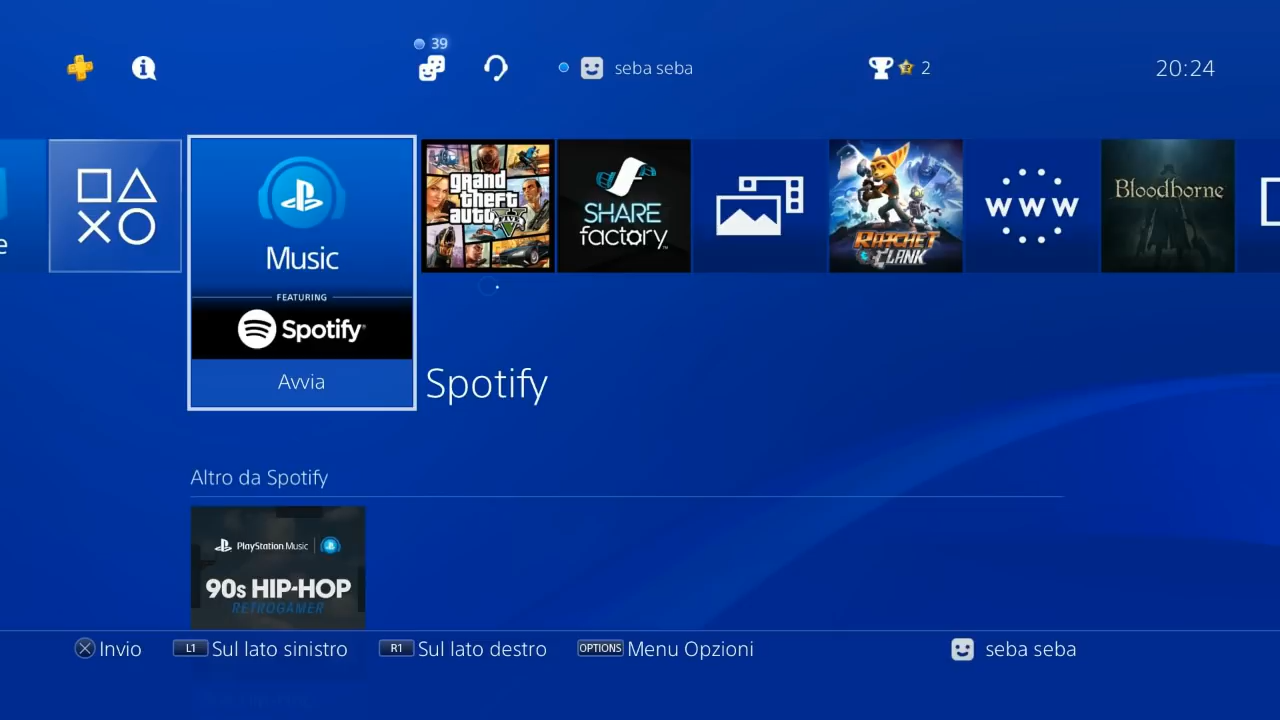 39
seba seba
2
20:24
e
Music
FEATURING
Spotify
Avvia
grand
theft
auto
V
FIVE
SHARE
factory™
RATCHET
CLANK
www
Bloodborne
Spotify
Altro da Spotify
PlayStation Music
90s HIP-HOP
RETROGAMER
Invio
L1 Sul lato sinistro
R1 Sul lato destro
OPTIONS Menu Opzioni
seba seba